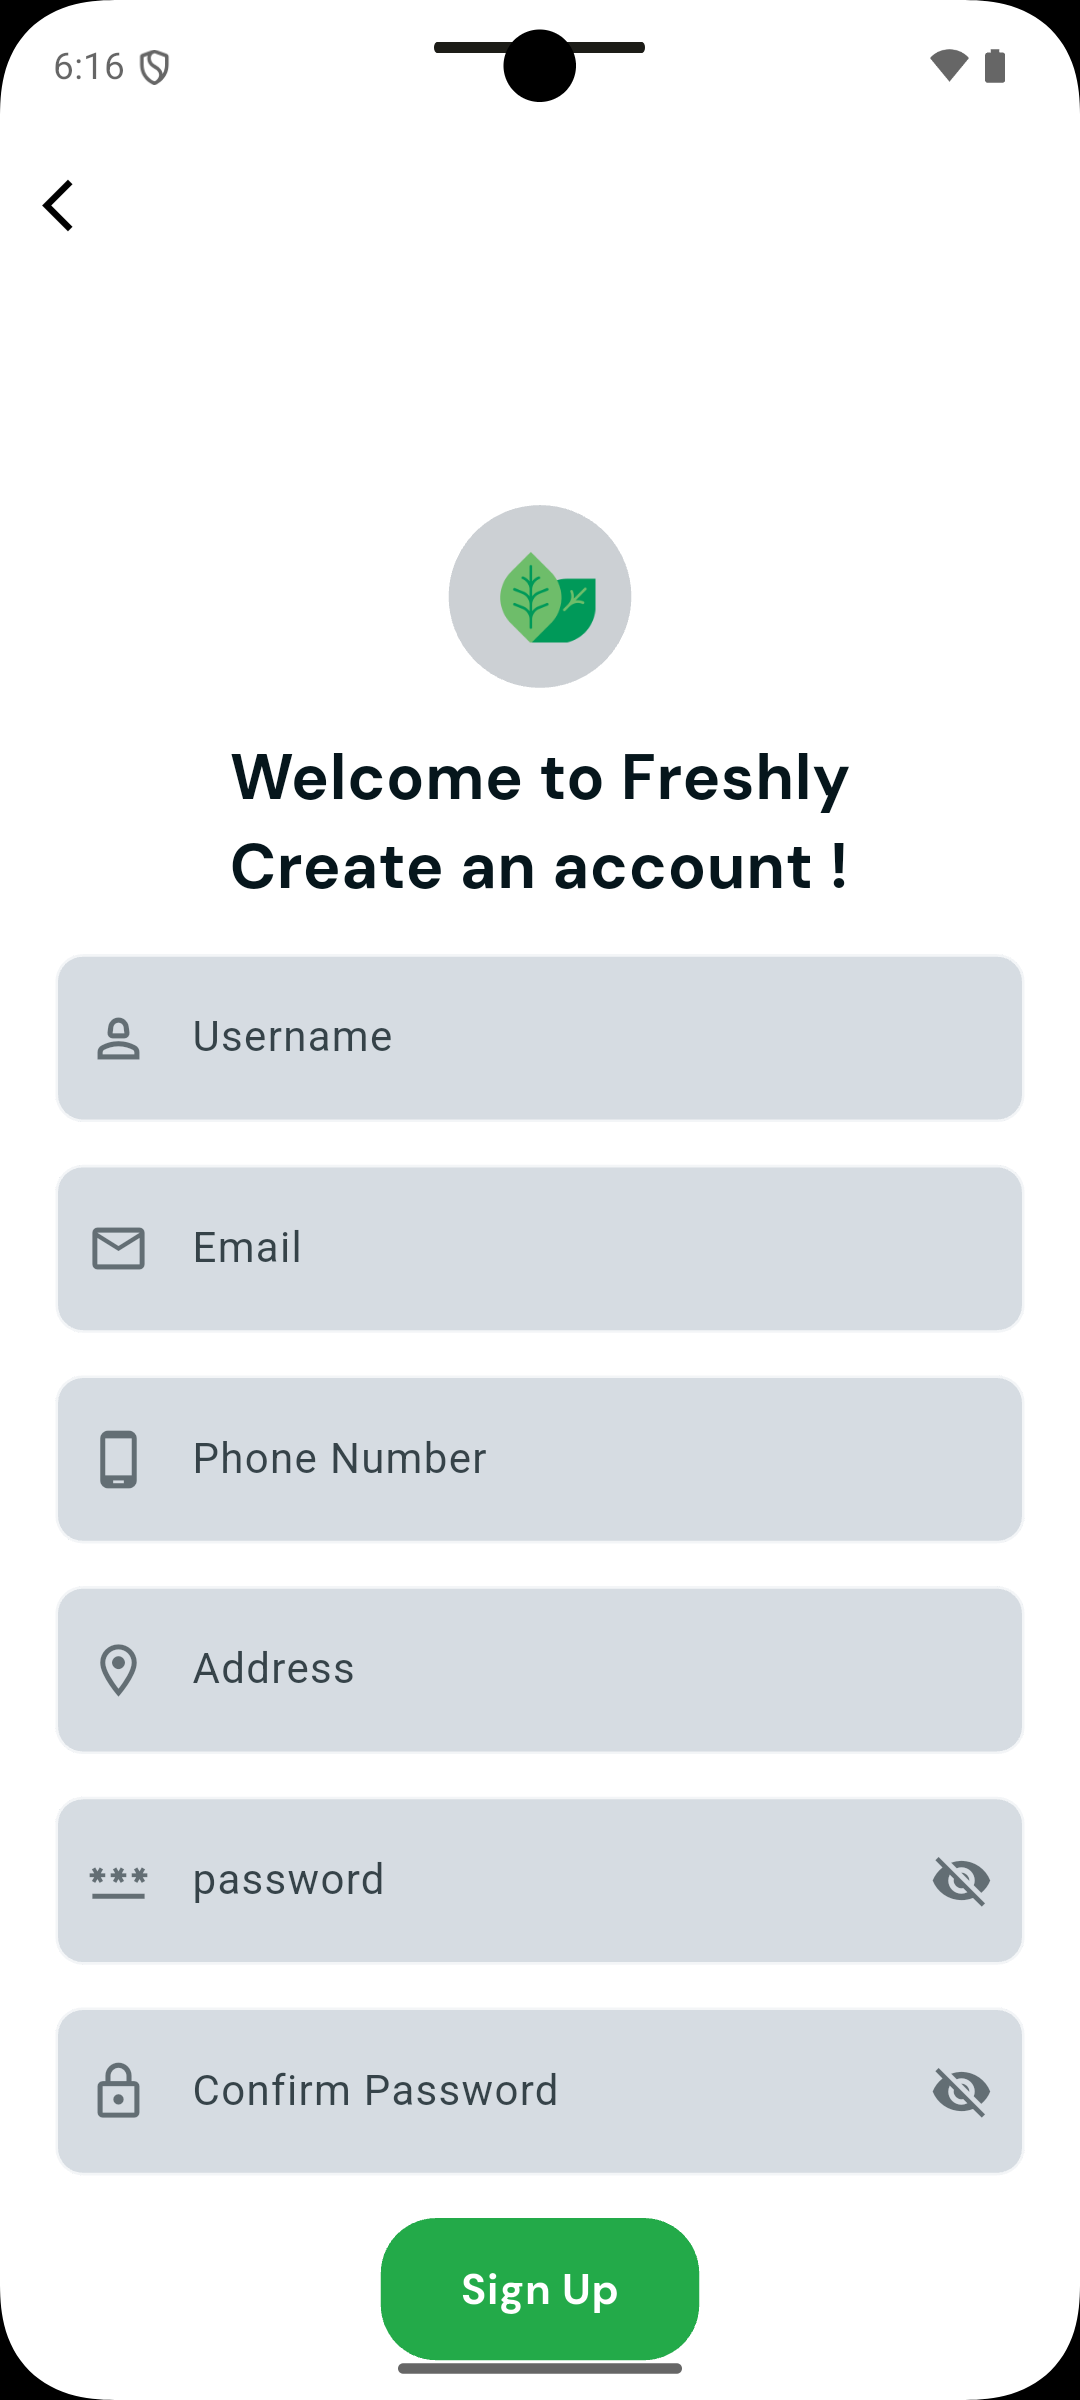 6:16
Welcome to Freshly
Create an account !
Username
Email
Phone Number
Address
password
Confirm Password
Sign Up